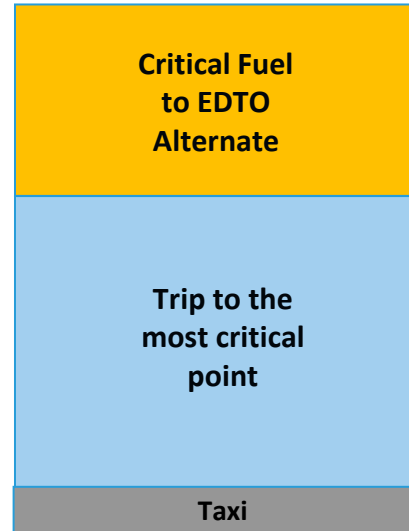 Critical Fuel
to EDTO
Alternate
Trip to the
most critical
point
Taxi